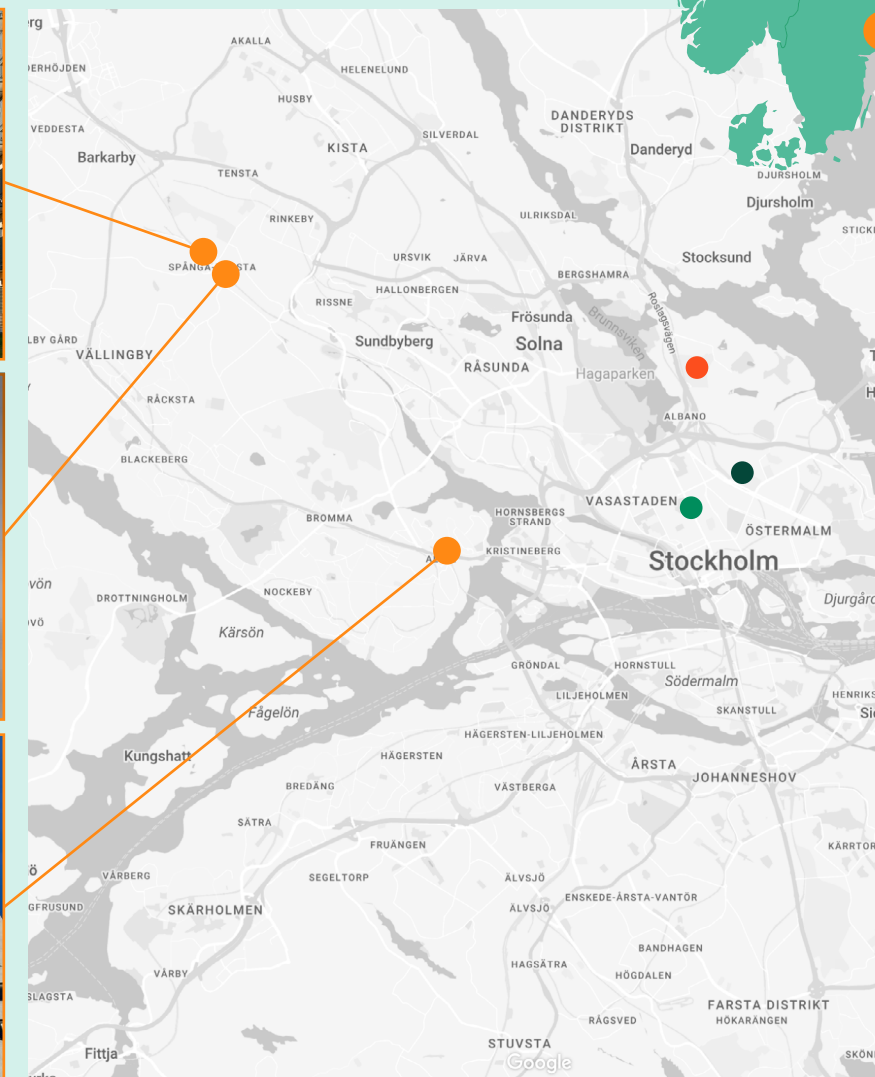 AKALLA
HELENELUND
HUSBY
DANDERYDS
DISTRIKT
VEDDESTA
SILVERDAL
KISTA
Danderyd
Barkarby
TENSTA
DJURSHOLM
Djursholm
RINKEBY
ULRIKSDAL
Stocksund
URSVIK
JÄRVA
BERGSHAMRA
HALLONBERGEN
RISSNE
Roslagsvägen
Brunnsviken
Frösunda
Sundbyberg
Solna
VÄLLINGBY
RÅSUNDA
Hagaparken
RÅCKSTA
ALBANO
BLACKEBERG
VASASTADEN
HORNSBERGS
STRAND
BROMMA
ÖSTERMALM
KRISTINEBERG
Stockholm
NOCKEBY
DROTTNINGHOLM
Kärsön
GRÖNDAL
HORNSTULL
Södermalm
LILJEHOLMEN
SKANSTULL
Fågelön
HÄGERSTEN-LILJEHOLMEN
Kungshatt
HÄGERSTEN
ÅRSTA
JOHANNESHOV
BREDÄNG
VÄSTBERGA
SÄTRA
FRUÄNGEN
VÅRBERG
SEGELTORP
ÄLVSJÖ
ENSKEDE-ÅRSTA-VANTÖR
SKÄRHOLMEN
ÄLVSJÖ
BANDHAGEN
HAGSÄTRA
VÅRBY
HÖGDALEN
FARSTA DISTRIKT
HÖKARÄNGEN
RÅGSVED
STUVSTA
Fittja
Google